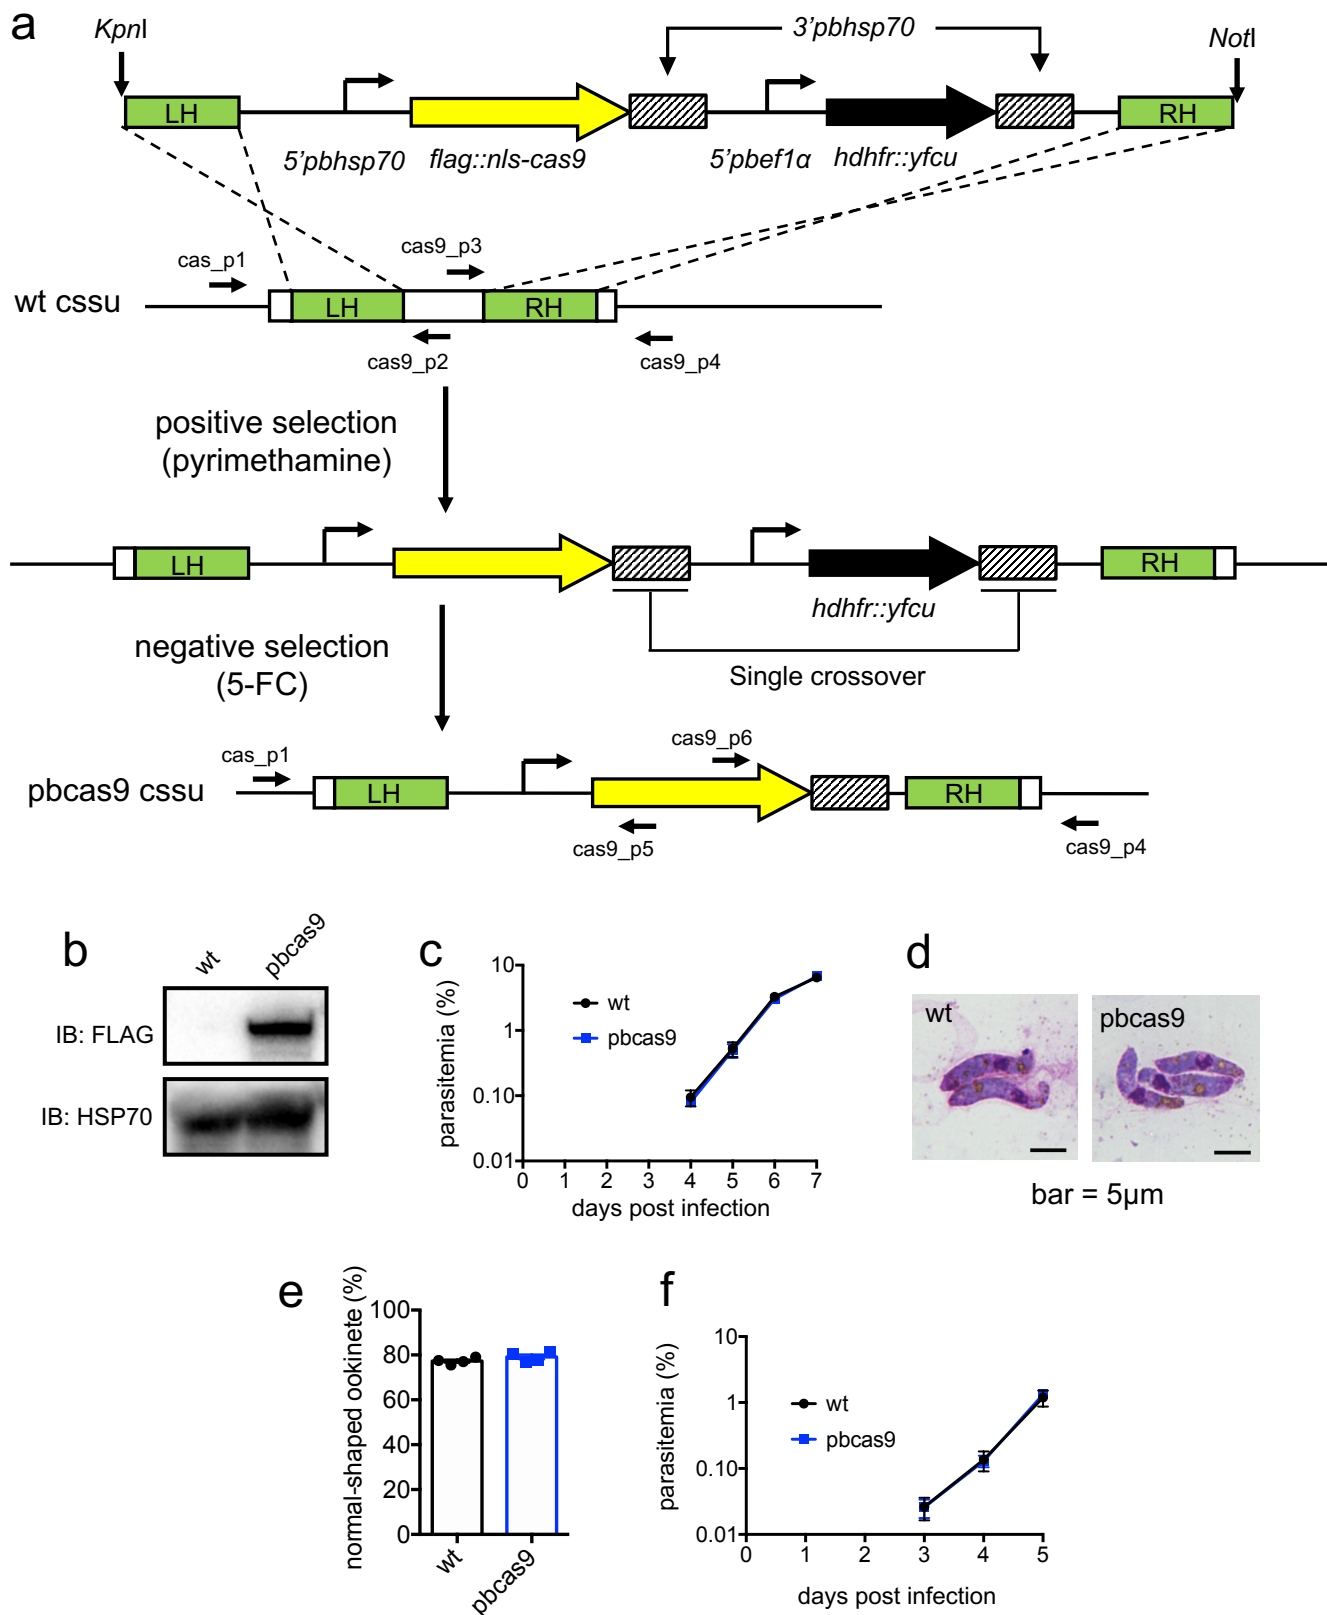 a
KpnI
3'pbhsp70
NotI
LH
RH
5'pbhsp70
flag::nls-cas9
5'pbef1α
hdhfr::yfcu
cas_p1
cas9_p3
wt cssu
LH
RH
cas9_p2
cas9_p4
positive selection
(pyrimethamine)
LH
RH
hdhfr::yfcu
negative selection
(5-FC)
Single crossover
cas_p1
cas9_p6
pbcas9 cssu
LH
RH
cas9_p5
cas9_p4
b
wt
pbcas9
IB: FLAG
IB: HSP70
c
parasitemia (%)
10
1
0.10
0.01
wt
pbcas9
0 1 2 3 4 5 6 7
days post infection
d
wt
pbcas9
bar = 5μm
e
normal-shaped ookinete (%)
100
80
60
40
20
0
wt
pbcas9
f
parasitemia (%)
10
1
0.10
0.01
wt
pbcas9
0 1 2 3 4 5
days post infection